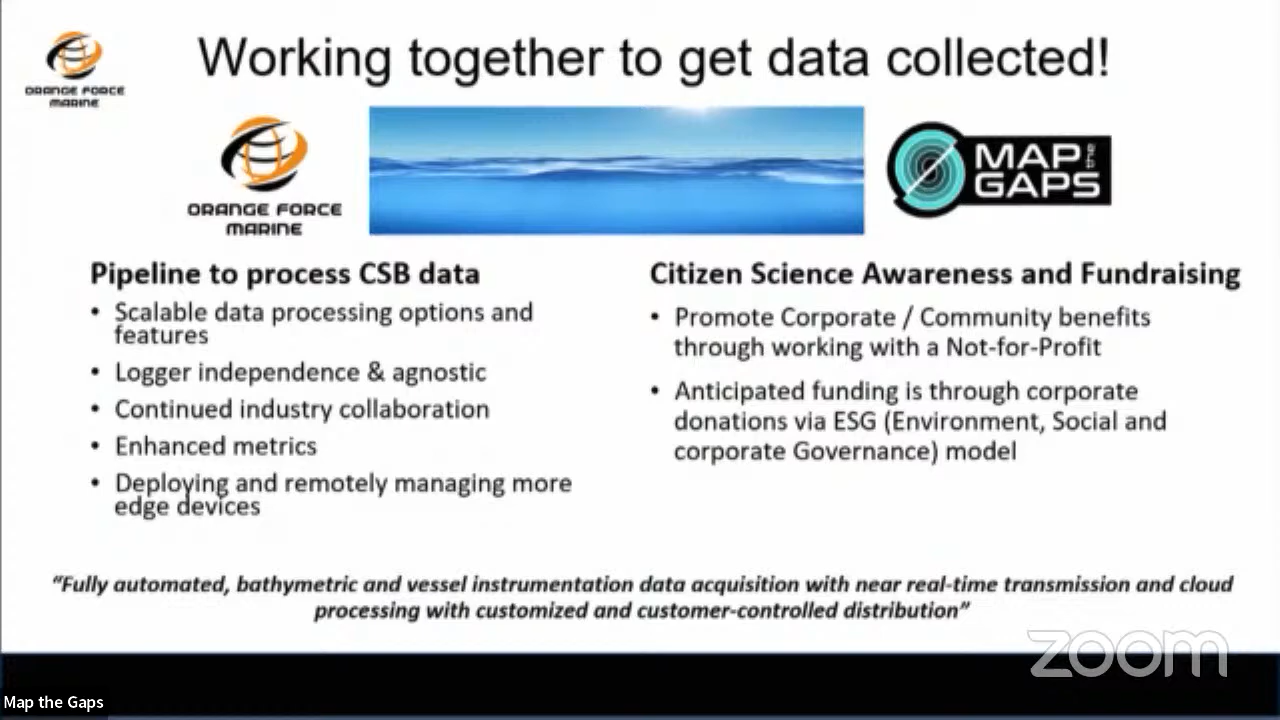 ORANGE FORCE
MARINE
Working together to get data collected!
ORANGE FORCE
MARINE
MAP the
GAPS
Pipeline to process CSB data
• Scalable data processing options and
features
• Logger independence & agnostic
• Continued industry collaboration
• Enhanced metrics
• Deploying and remotely managing more
edge devices
Citizen Science Awareness and Fundraising
• Promote Corporate / Community benefits
through working with a Not-for-Profit
• Anticipated funding is through corporate
donations via ESG (Environment, Social and
corporate Governance) model
“Fully automated, bathymetric and vessel instrumentation data acquisition with near real-time transmission and cloud
processing with customized and customer-controlled distribution”
zoom
Map the Gaps